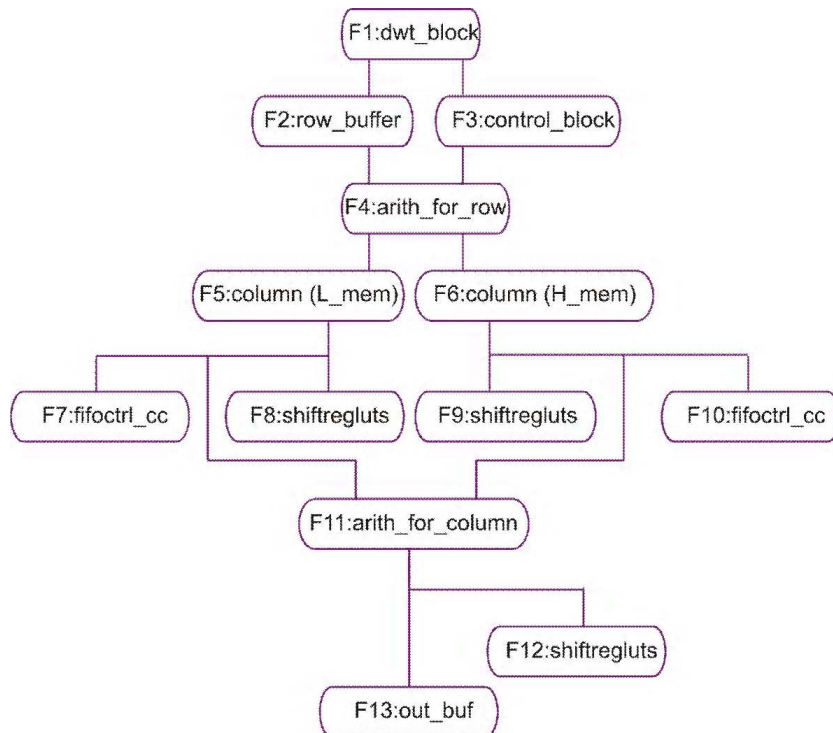 F1:dwt_block
F2:row_buffer
F3:control_block
F4:arith_for_row
F5:column (L_mem)
F6:column (H_mem)
F7:fifoctrl_cc
F8:shiftregluts
F9:shiftregluts
F10:fifoctrl_cc
F11:arith_for_column
F12:shiftregluts
F13:out_buf